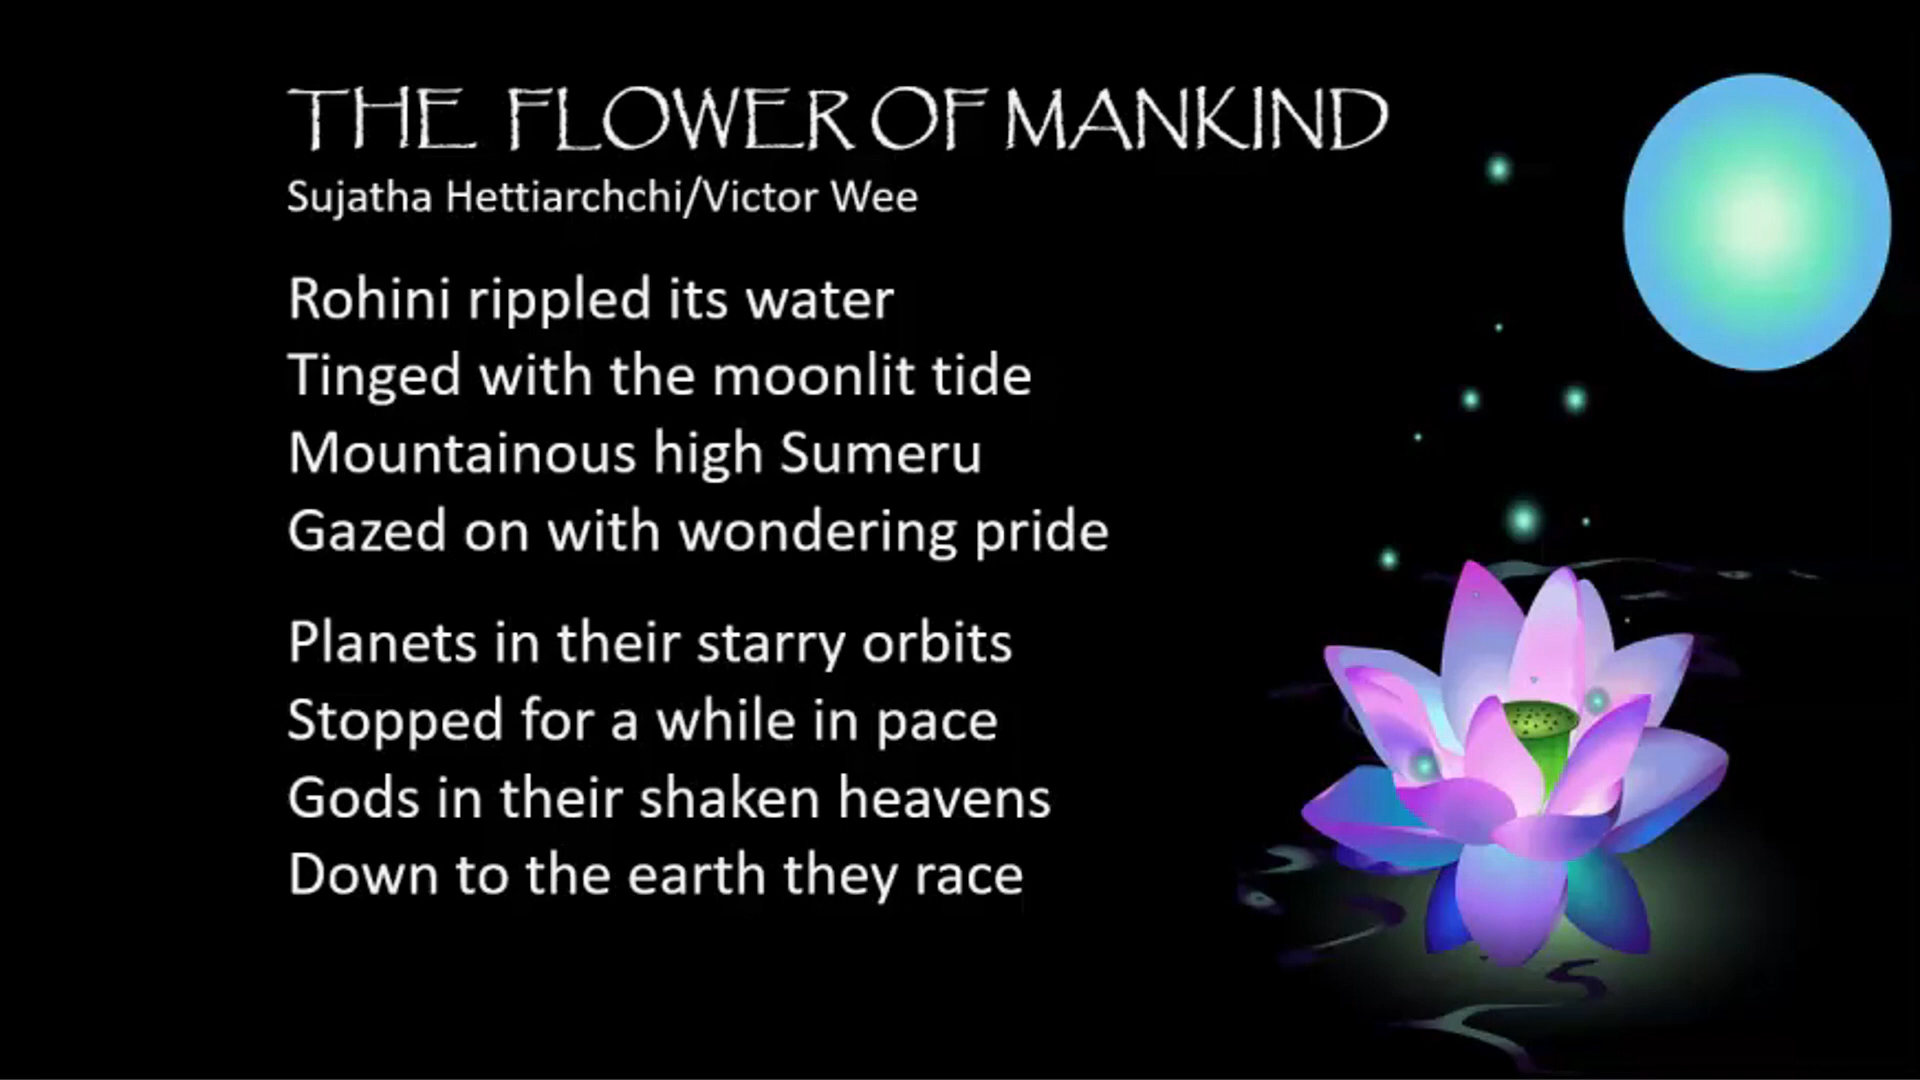 THE FLOWER OF MANKIND
Sujatha Hettiarchchi/Victor Wee
Rohini rippled its water
Tinged with the moonlit tide
Mountainous high Sumeru
Gazed on with wondering pride
Planets in their starry orbits
Stopped for a while in pace
Gods in their shaken heavens
Down to the earth they race